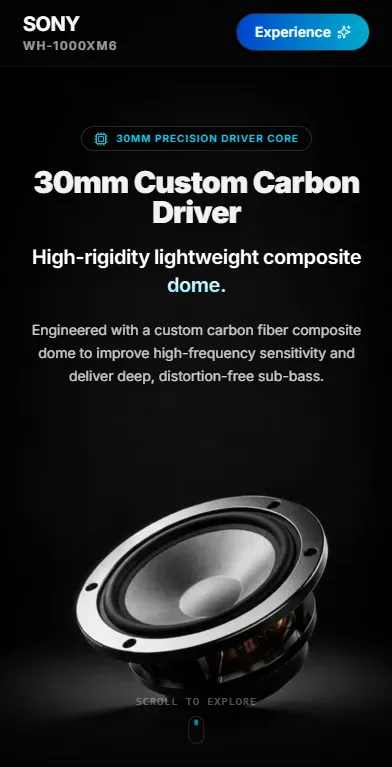 SONY
WH-1000XM6
Experience
30MM PRECISION DRIVER CORE
30mm Custom Carbon
Driver
High-rigidity lightweight composite
dome.
Engineered with a custom carbon fiber composite
dome to improve high-frequency sensitivity and
deliver deep, distortion-free sub-bass.
SCROLL TO EXPLORE